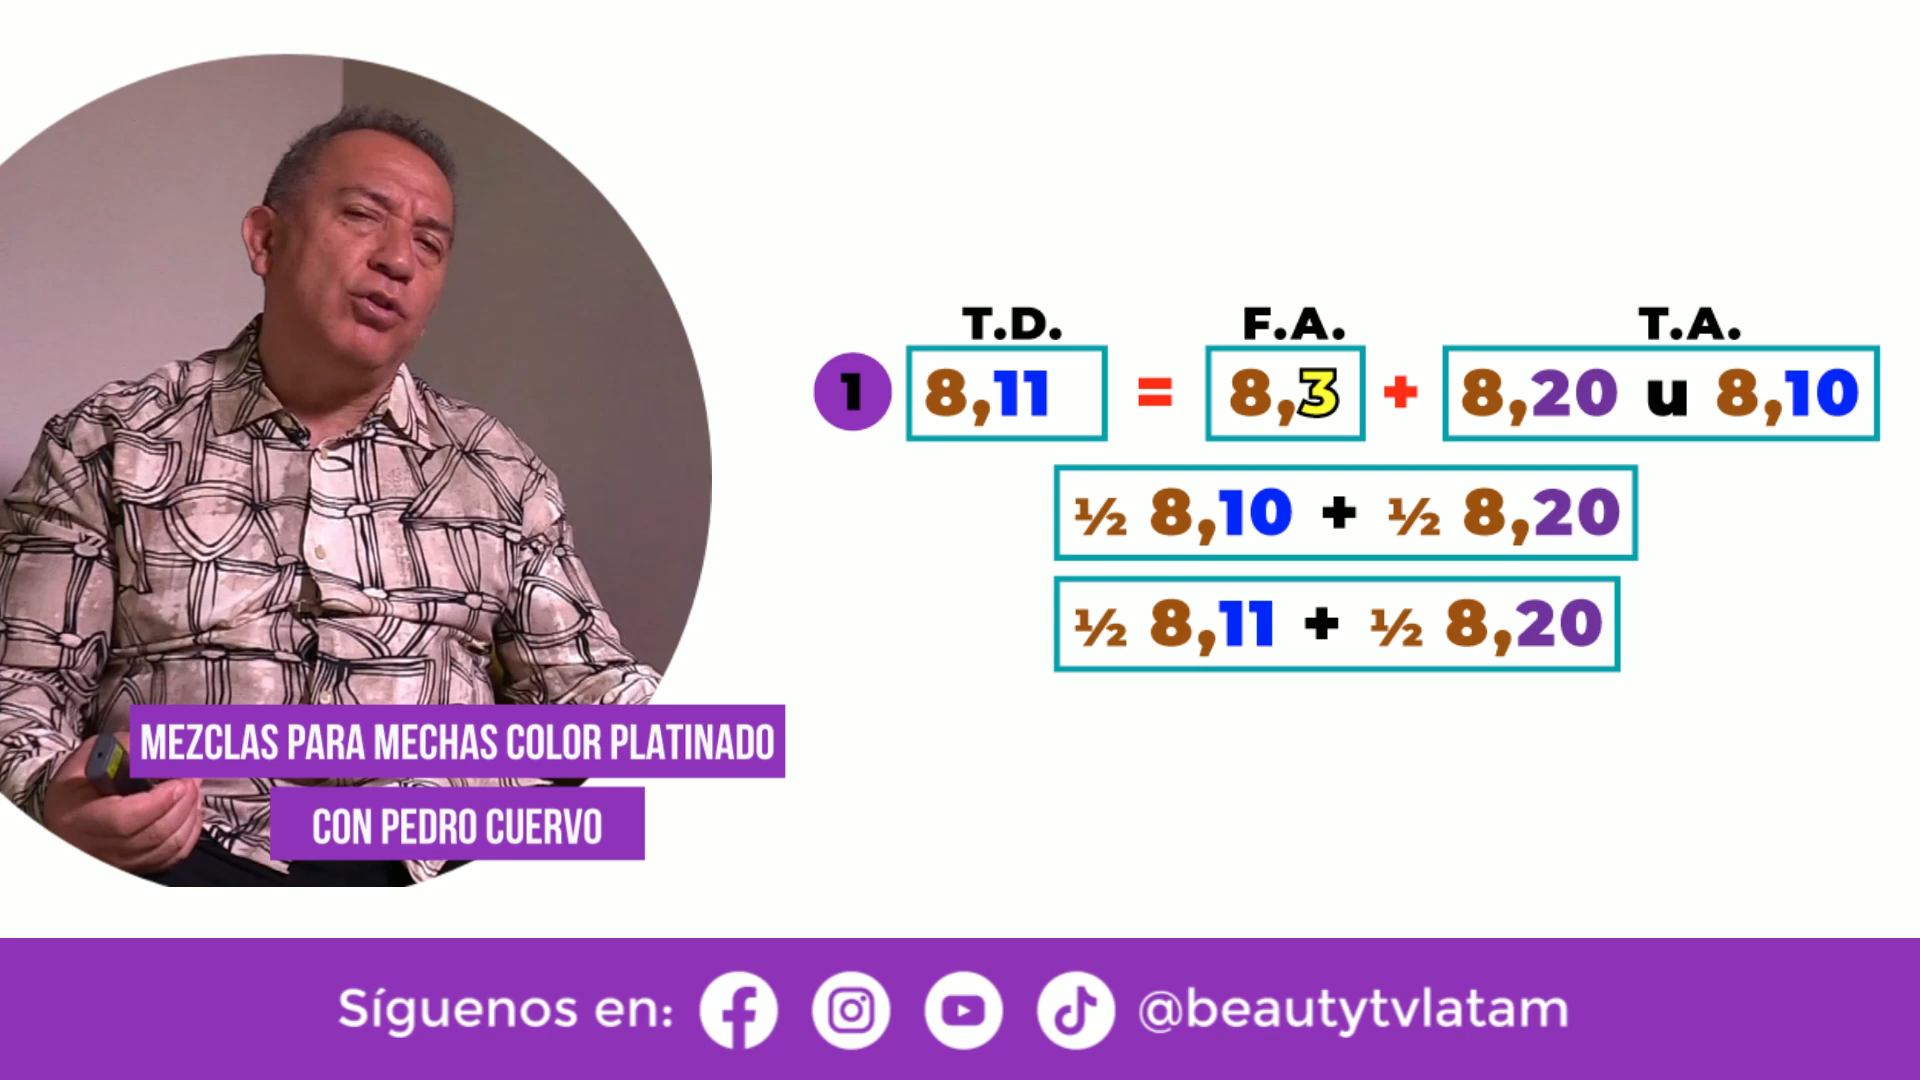 T.D. F.A. T.A.
1 8,11 = 8,3 + 8,20 u 8,10
½ 8,10 + ½ 8,20
½ 8,11 + ½ 8,20
MEZCLAS PARA MECHAS COLOR PLATINADO
CON PEDRO CUERVO
Síguenos en: @beautytvlatam